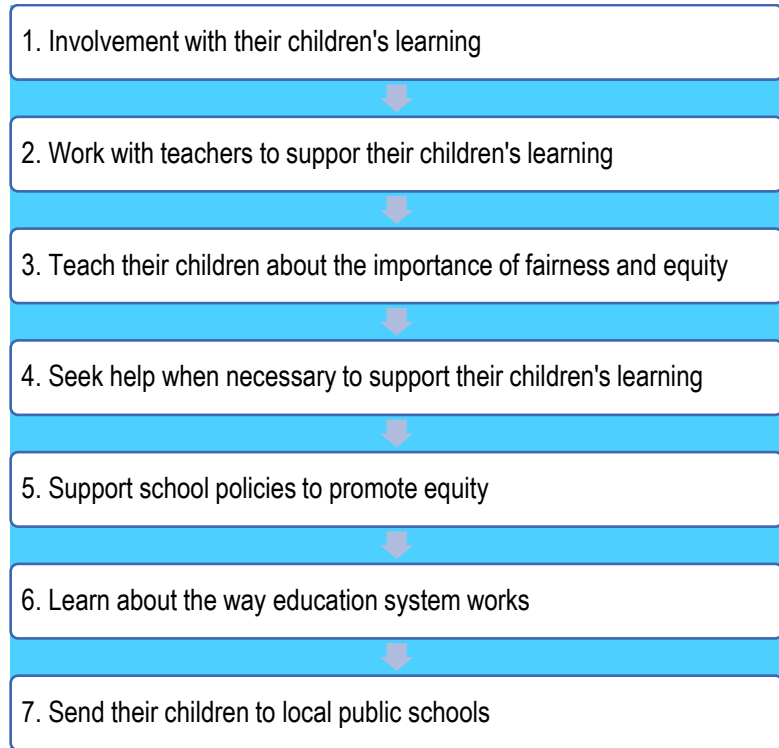 1. Involvement with their children's learning
2. Work with teachers to suppor their children's learning
3. Teach their children about the importance of fairness and equity
4. Seek help when necessary to support their children's learning
5. Support school policies to promote equity
6. Learn about the way education system works
7. Send their children to local public schools